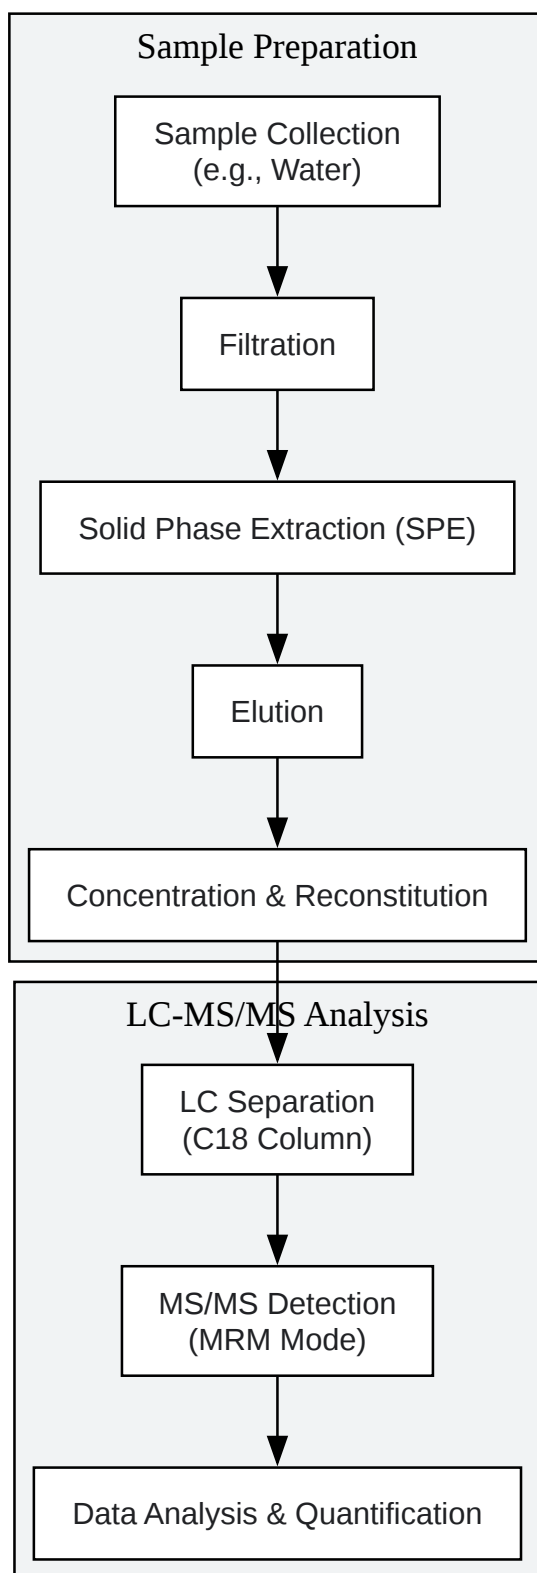 Sample Preparation
Sample Collection
(e.g., Water)
Filtration
Solid Phase Extraction (SPE)
Elution
Concentration & Reconstitution
LC-MS/MS Analysis
LC Separation
(C18 Column)
MS/MS Detection
(MRM Mode)
Data Analysis & Quantification